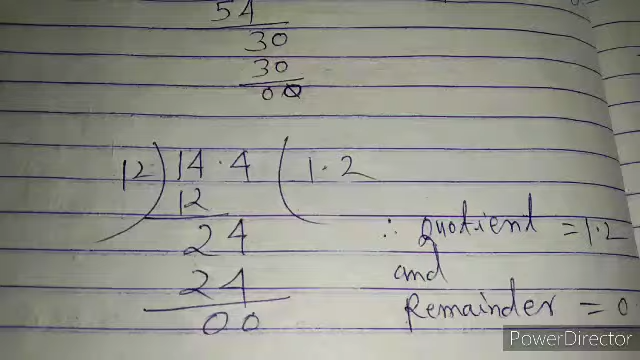 54
30
30
00
12) 14.4 (1.2
12
24
∴ quotient = 1.2
24
and
00
Remainder = 0
PowerDirector